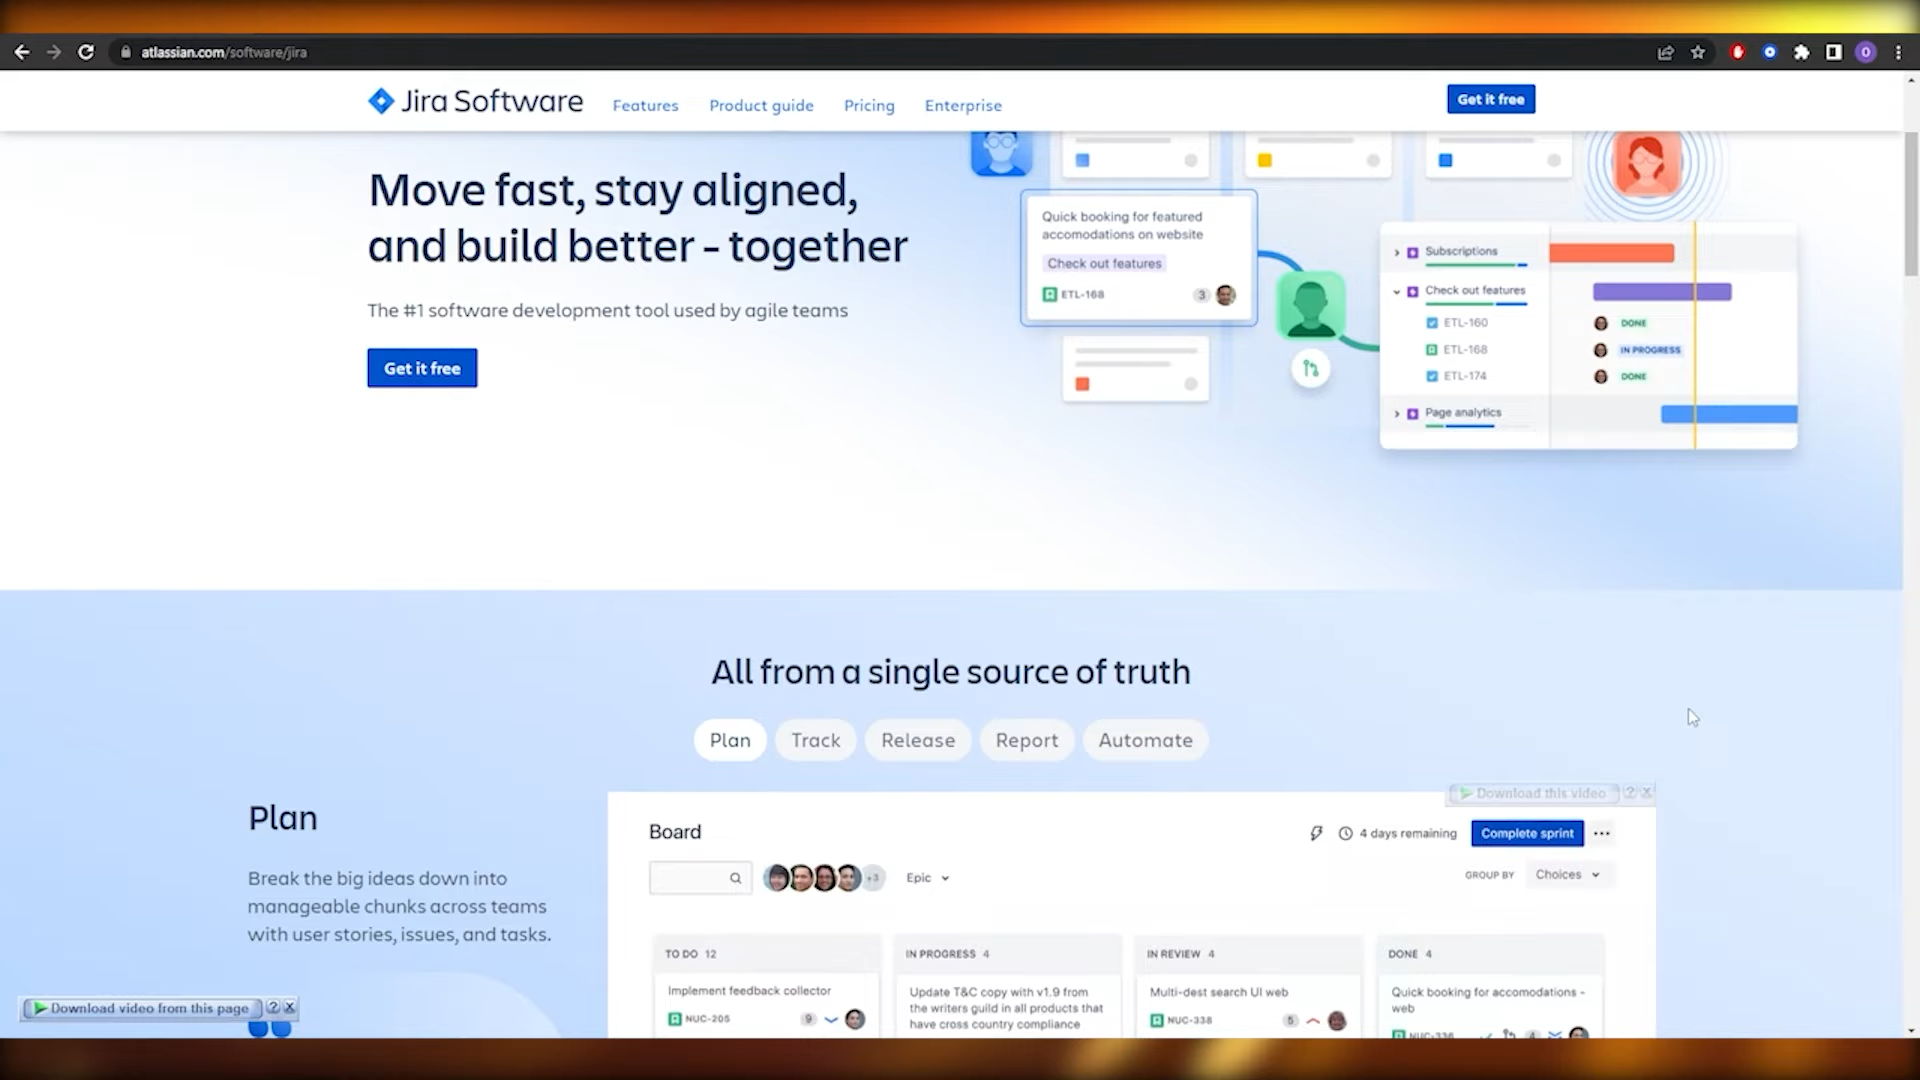 atlassian.com/software/jira
O
Jira Software
Features
Product guide
Pricing
Enterprise
Get it free
Move fast, stay aligned,
and build better - together
The #1 software development tool used by agile teams
Get it free
Quick booking for featured
accomodations on website
Check out features
ETL-168
3
Subscriptions
Check out features
ETL-160
DONE
ETL-168
IN PROGRESS
ETL-174
DONE
Page analytics
All from a single source of truth
Plan
Track
Release
Report
Automate
Plan
Break the big ideas down into
manageable chunks across teams
with user stories, issues, and tasks.
Download this video
? X
Board
4 days remaining
Complete sprint
+3
Epic
GROUP BY
Choices
TO DO 12
IN PROGRESS 4
IN REVIEW 4
DONE 4
Implement feedback collector
NUC-205
9
Update T&C copy with v1.9 from
the writers guild in all products that
have cross country compliance
Multi-dest search UI web
NUC-338
5
Quick booking for accomodations -
web
NUC-336
4
Download video from this page
? X